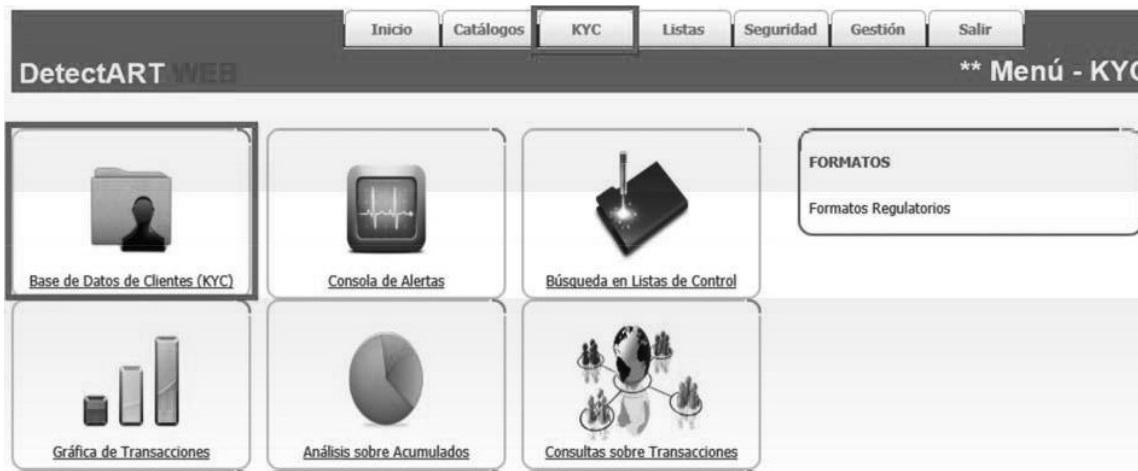 Inicio Catálogos KYC Listas Seguridad Gestión Salir
DetectART WEB ** Menú - KYC
FORMATOS
Formatos Regulatorios
Base de Datos de Clientes (KYC) Consola de Alertas Búsqueda en Listas de Control
Gráfica de Transacciones Análisis sobre Acumulados Consultas sobre Transacciones